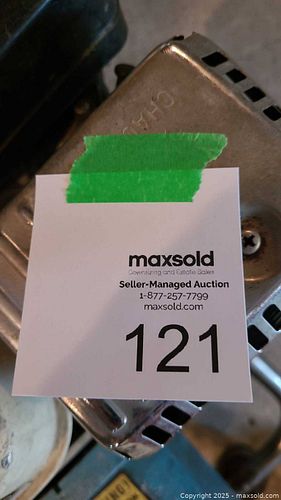 maxsold
Downsizing and Estate Sales
Seller-Managed Auction
1-877-257-7799
maxsold.com
121
Copyright 2025 - maxsold.com